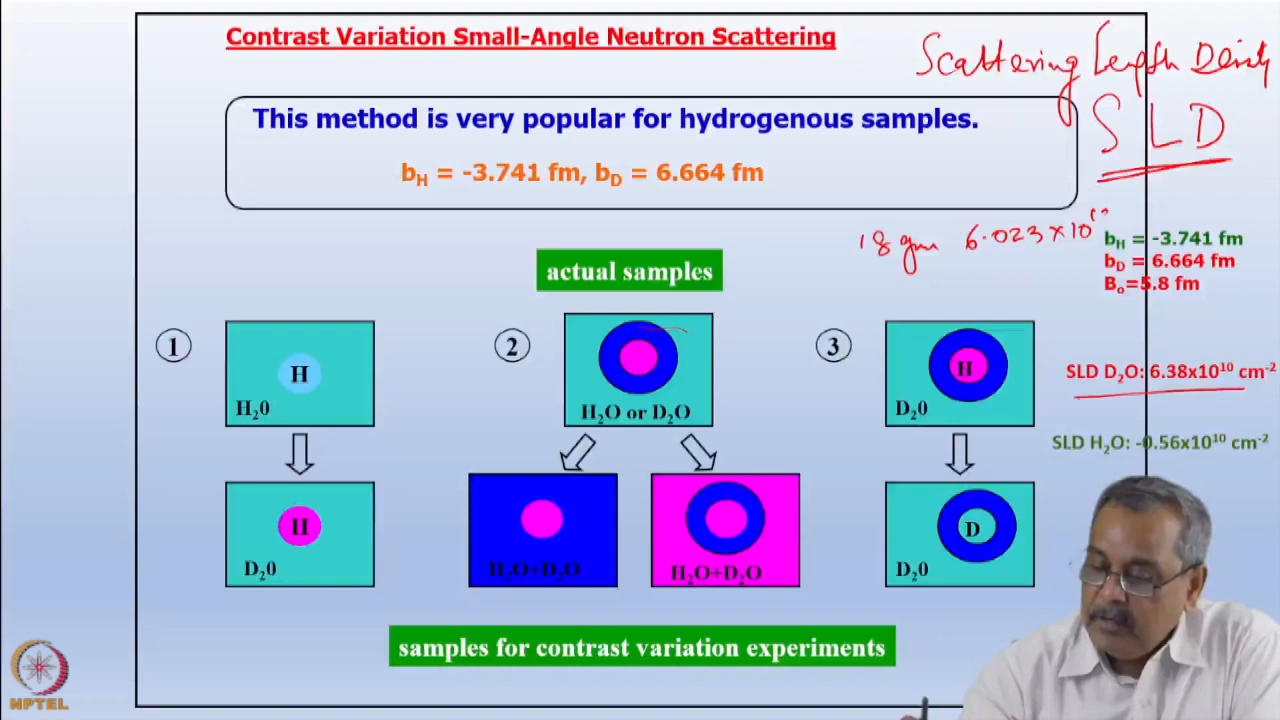 Contrast Variation Small-Angle Neutron Scattering
Scattering Length Density
SLD
This method is very popular for hydrogenous samples.
bH = -3.741 fm, bD = 6.664 fm
18 gm 6.023×10
bH = -3.741 fm
bD = 6.664 fm
Bo=5.8 fm
actual samples
1
H
H20
2
H2O or D2O
3
H
D20
SLD D2O: 6.38x10¹⁰ cm⁻²
SLD H2O: -0.56x10¹⁰ cm⁻²
H
D20
H2O+D2O
H2O+D2O
D
D20
samples for contrast variation experiments
NPTEL